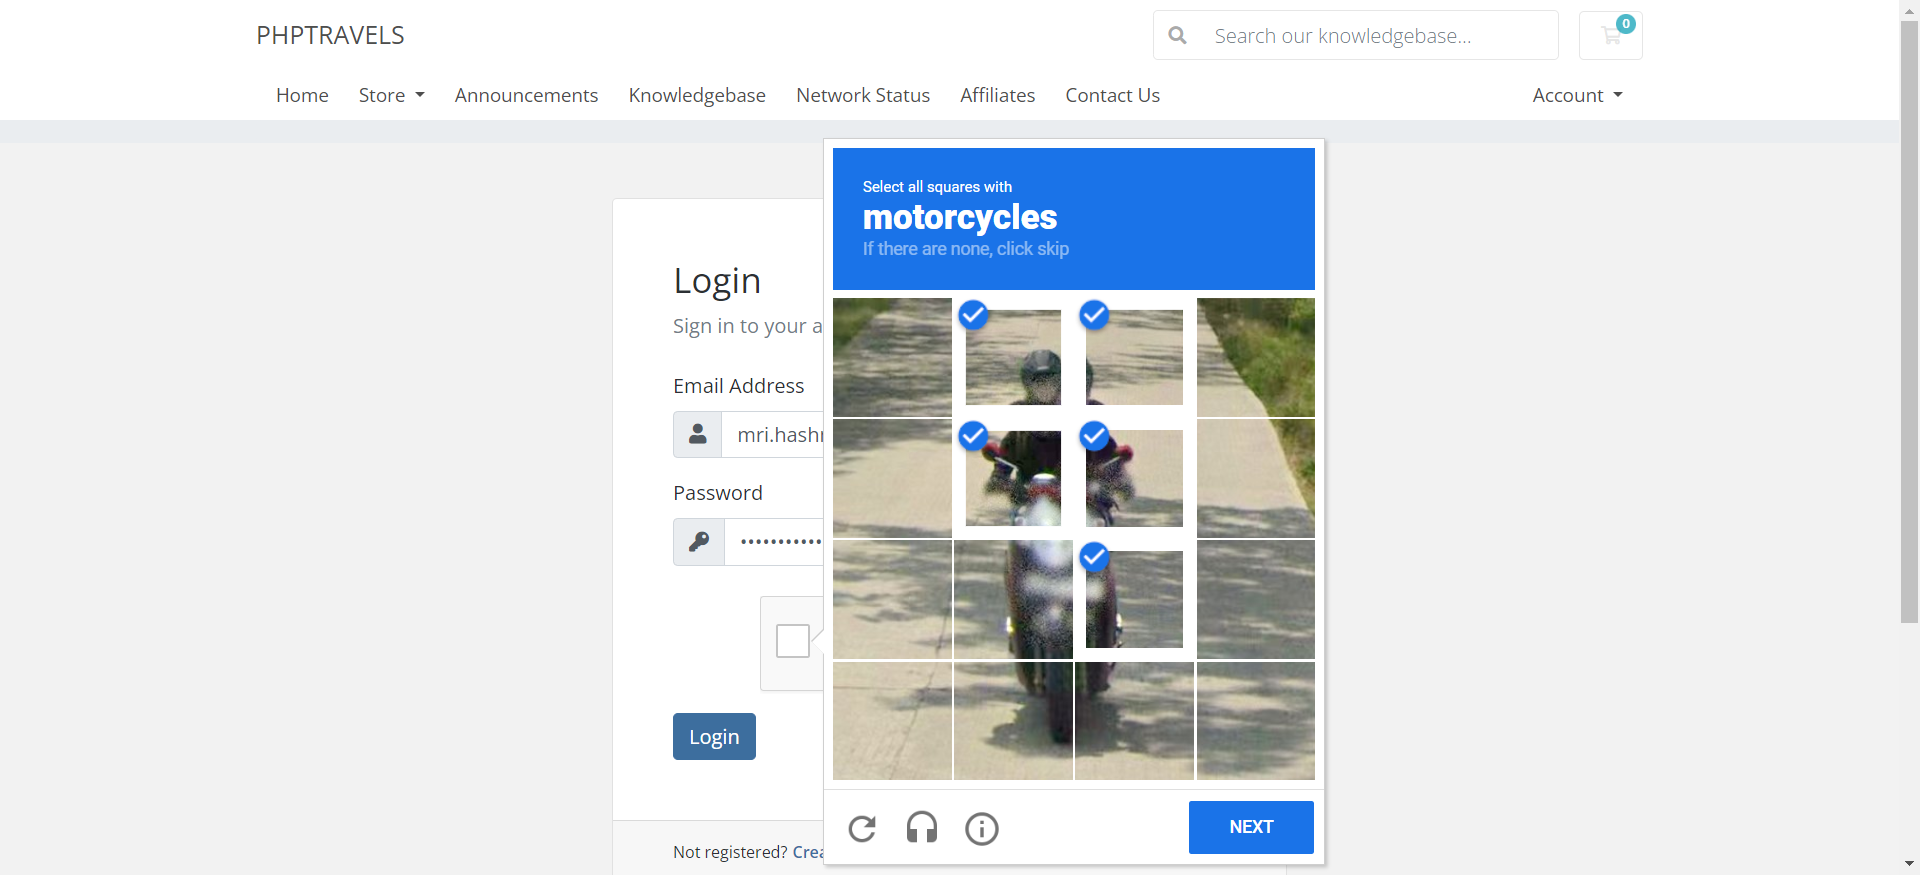 PHPTRAVELS
Search our knowledgebase...
0
Home Store Announcements Knowledgebase Network Status Affiliates Contact Us Account
Select all squares with
motorcycles
If there are none, click skip
Login
Sign in to your a
Email Address
mri.hash
Password
Login
NEXT
Not registered? Crea